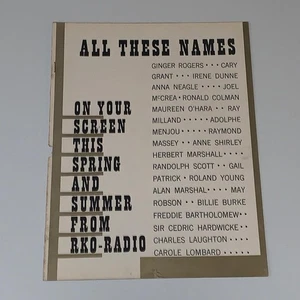 ALL THESE NAMES
ON YOUR
SCREEN
THIS
SPRING
AND
SUMMER
FROM
RKO-RADIO
GINGER ROGERS • • • CARY
GRANT • • • IRENE DUNNE
ANNA NEAGLE • • • • JOEL
McCREA • RONALD COLMAN
MAUREEN O'HARA • • RAY
MILLAND • • • • ADOLPHE
MENJOU • • • • RAYMOND
MASSEY • • ANNE SHIRLEY
HERBERT MARSHALL • • • •
RANDOLPH SCOTT • • GAIL
PATRICK • ROLAND YOUNG
ALAN MARSHAL • • • • MAY
ROBSON • • BILLIE BURKE
FREDDIE BARTHOLOMEW • •
SIR CEDRIC HARDWICKE • •
CHARLES LAUGHTON • • • •
CAROLE LOMBARD • • • • •